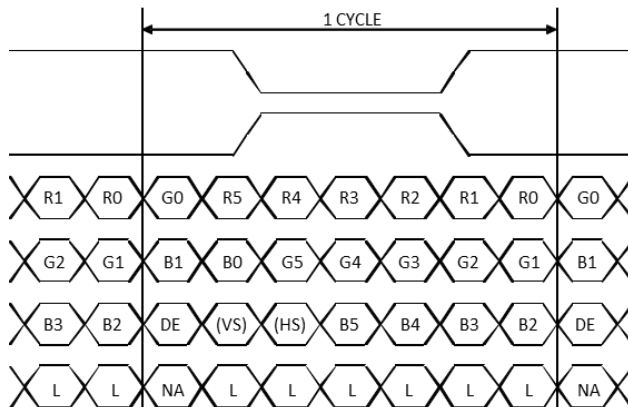 1 CYCLE
R1 R0 G0 R5 R4 R3 R2 R1 R0 G0
G2 G1 B1 B0 G5 G4 G3 G2 G1 B1
B3 B2 DE (VS) (HS) B5 B4 B3 B2 DE
L L NA L L L L L L NA